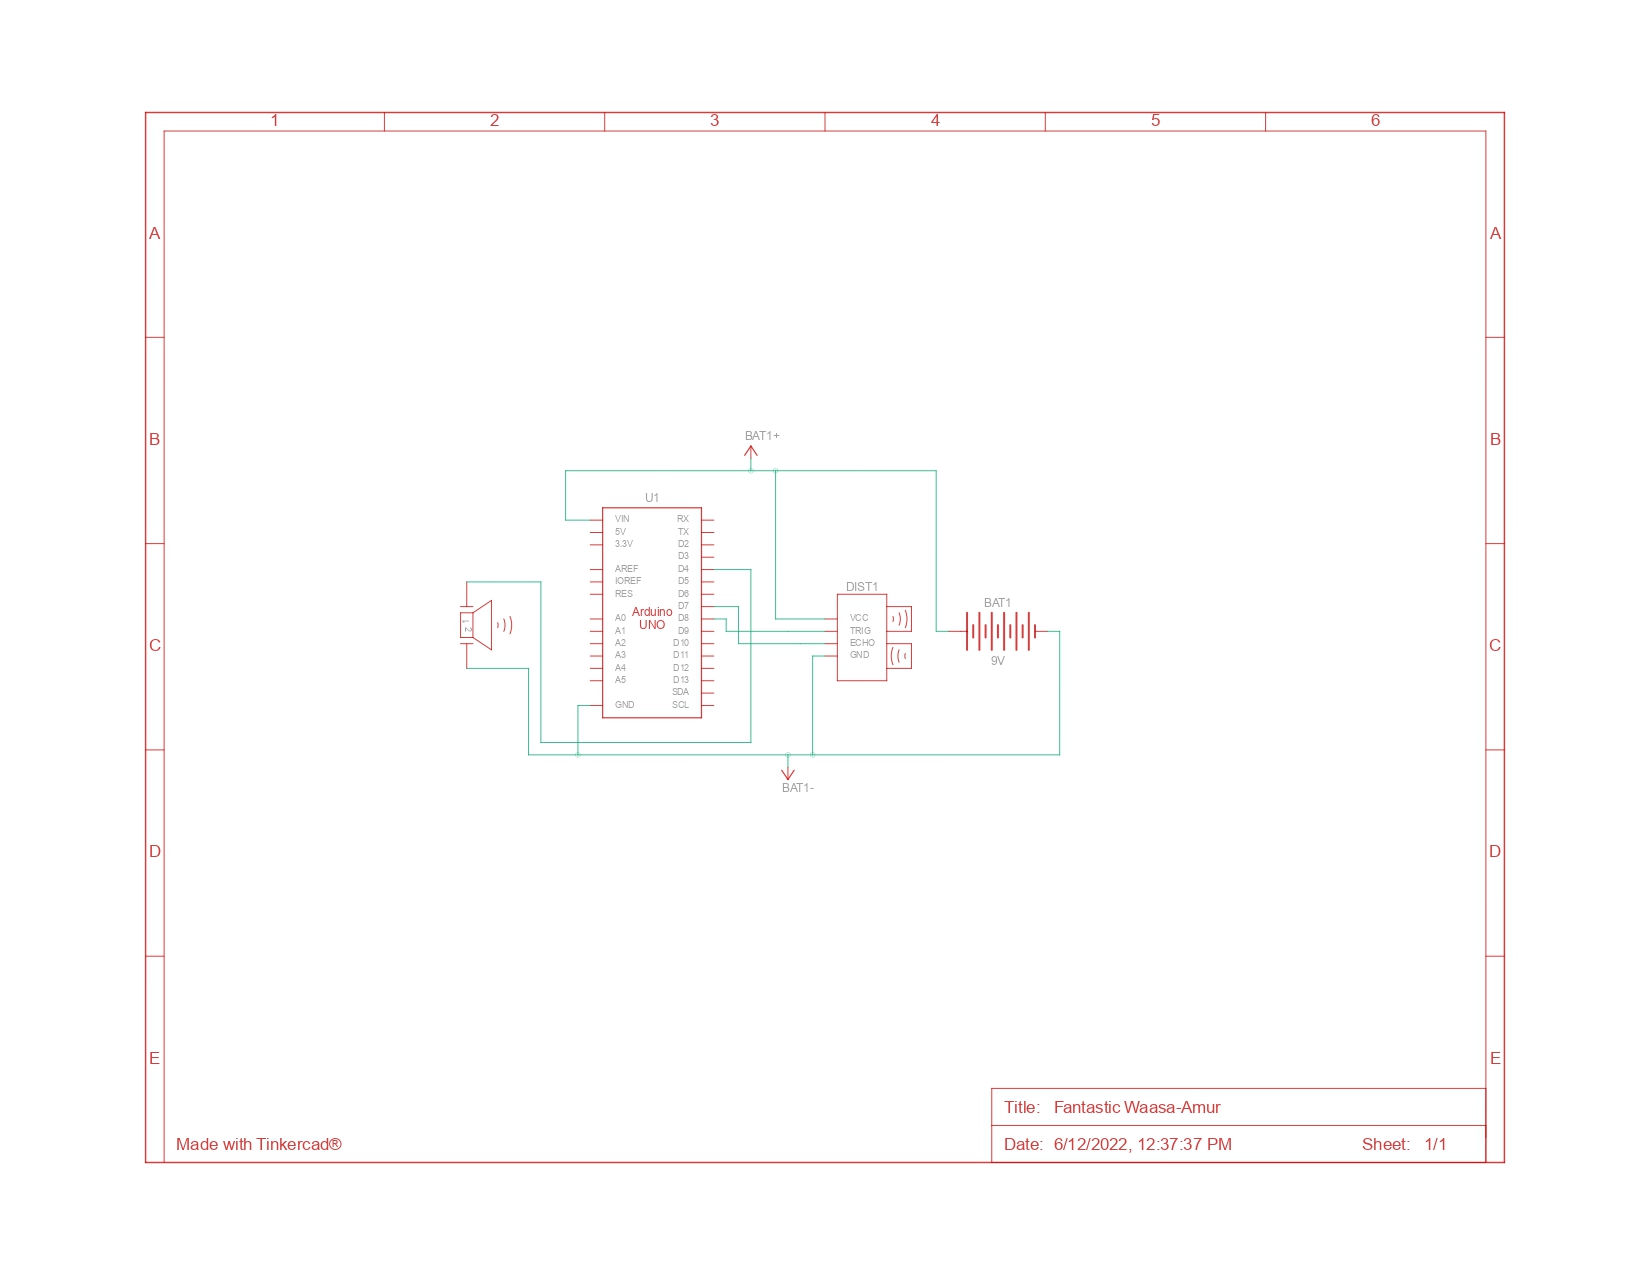 1 2 3 4 5 6
A A
B B
BAT1+
U1
VIN RX
5V TX
3.3V D2
D3
AREF D4
IOREF D5
RES D6
D7
Arduino
UNO
A0 D8
A1 D9
A2 D10
A3 D11
A4 D12
A5 D13
SDA
GND SCL
1 2
DIST1
VCC
TRIG
ECHO
GND
BAT1
9V
C C
BAT1-
D D
E E
Title: Fantastic Waasa-Amur
Made with Tinkercad®
Date: 6/12/2022, 12:37:37 PM Sheet: 1/1